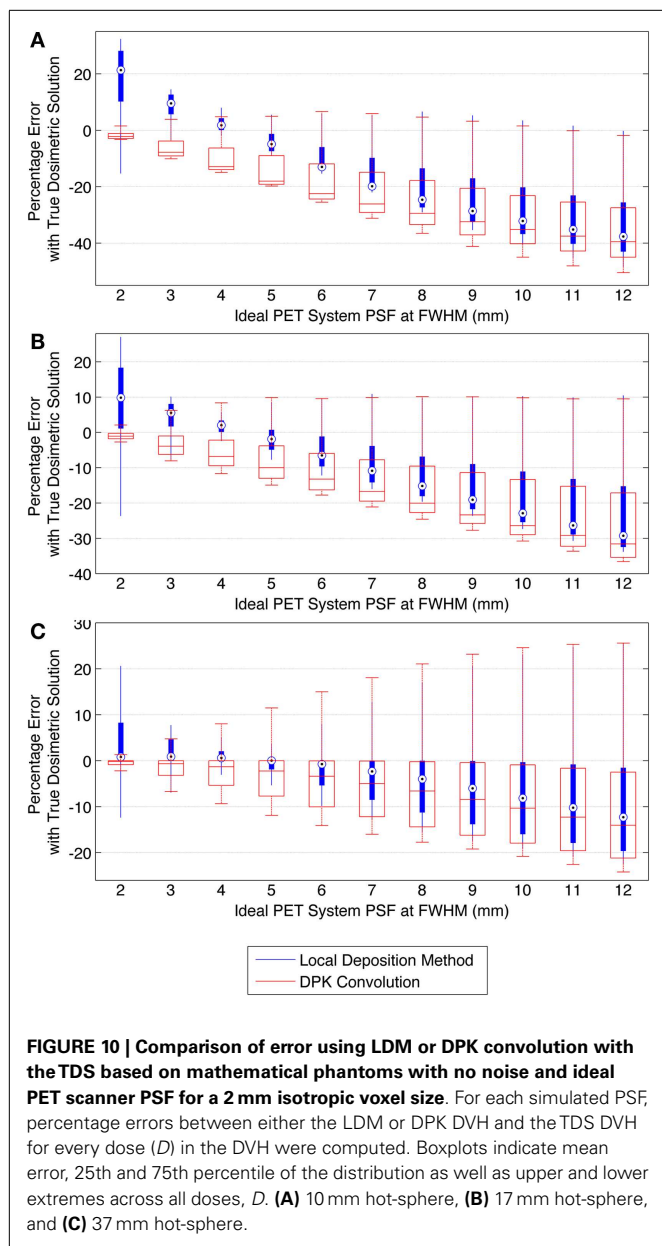 A
20
0
-20
-40
Percentage Error
with True Dosimetric Solution
2 3 4 5 6 7 8 9 10 11 12
Ideal PET System PSF at FWHM (mm)
B
20
10
0
-10
-20
-30
-40
Percentage Error
with True Dosimetric Solution
2 3 4 5 6 7 8 9 10 11 12
Ideal PET System PSF at FWHM (mm)
C
30
20
10
0
-10
-20
Percentage Error
with True Dosimetric Solution
2 3 4 5 6 7 8 9 10 11 12
Ideal PET System PSF at FWHM (mm)
Local Deposition Method
DPK Convolution
FIGURE 10 | Comparison of error using LDM or DPK convolution with
the TDS based on mathematical phantoms with no noise and ideal
PET scanner PSF for a 2 mm isotropic voxel size. For each simulated PSF,
percentage errors between either the LDM or DPK DVH and the TDS DVH
for every dose (D) in the DVH were computed. Boxplots indicate mean
error, 25th and 75th percentile of the distribution as well as upper and lower
extremes across all doses, D. (A) 10 mm hot-sphere, (B) 17 mm hot-sphere,
and (C) 37 mm hot-sphere.